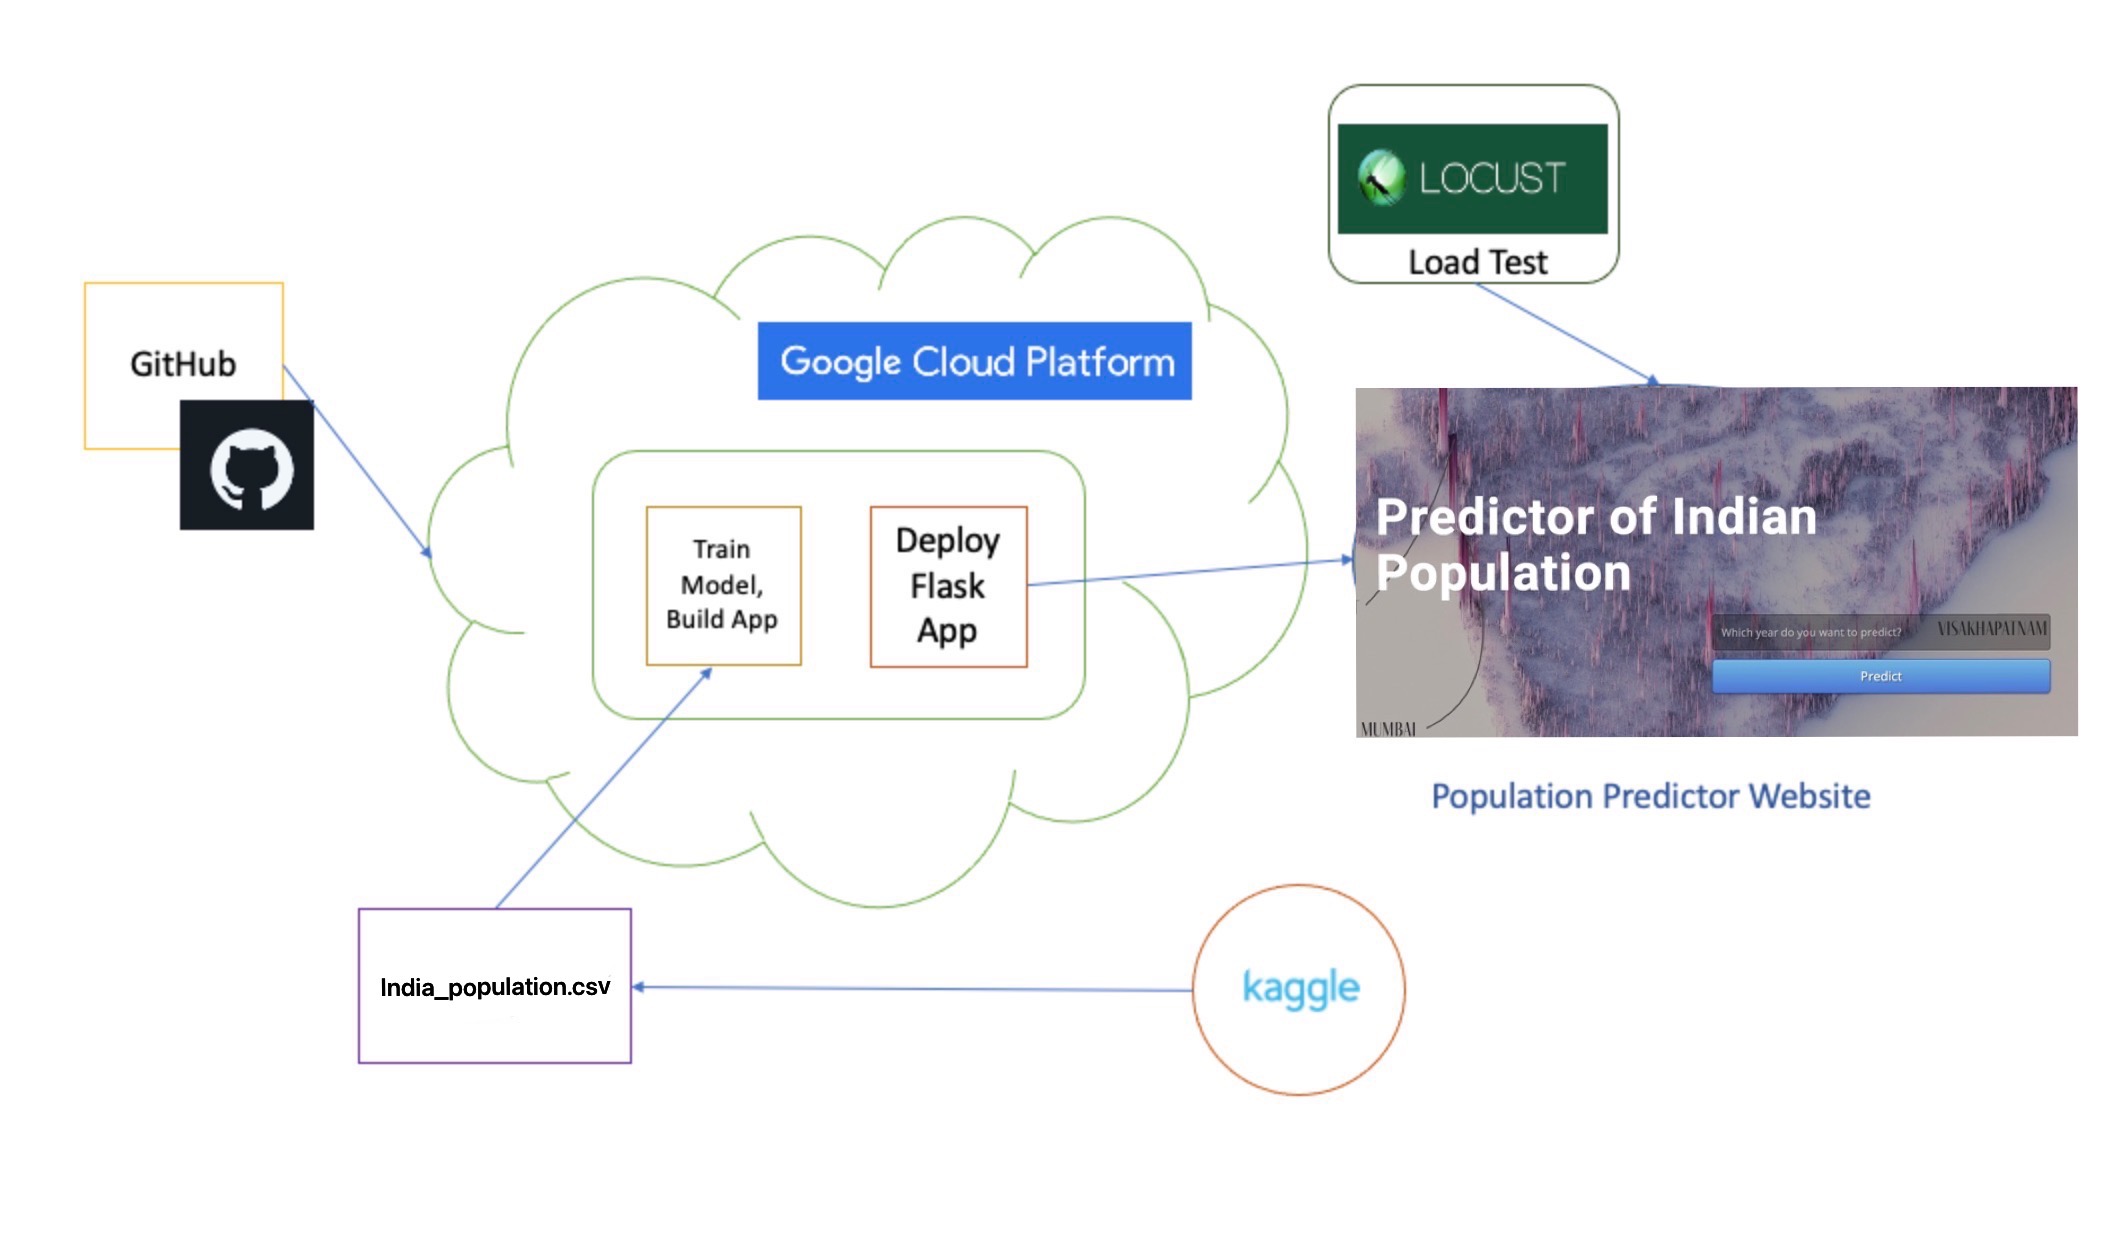 LOCUST
Load Test
GitHub
Google Cloud Platform
Train
Model,
Build App
Deploy
Flask
App
Predictor of Indian
Population
Which year do you want to predict?
VISAKHAPATNAM
Predict
MUMBAI
Population Predictor Website
India_population.csv
kaggle